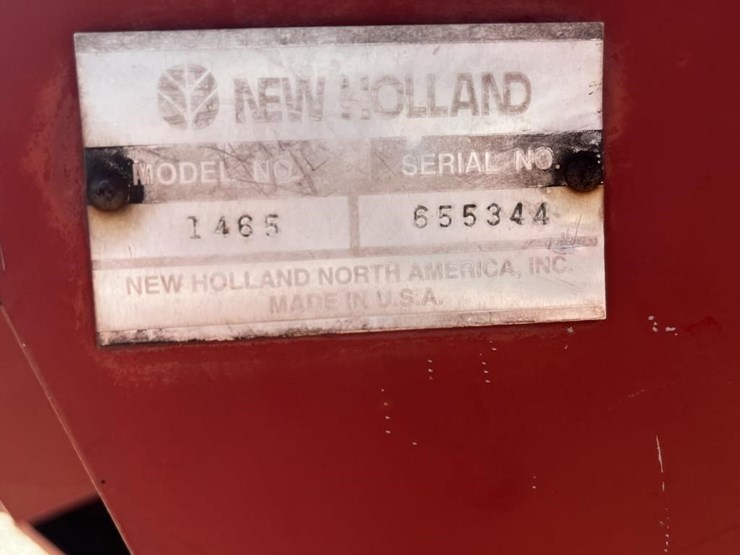 NEW HOLLAND
MODEL NO. SERIAL NO.
1465 655344
NEW HOLLAND NORTH AMERICA, INC.
MADE IN U.S.A.